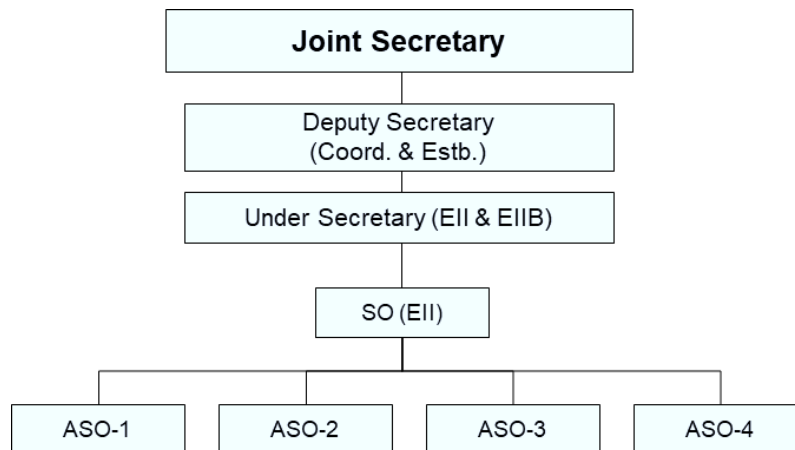 Joint Secretary
Deputy Secretary
(Coord. & Estb.)
Under Secretary (EII & EIIB)
SO (EII)
ASO-1
ASO-2
ASO-3
ASO-4